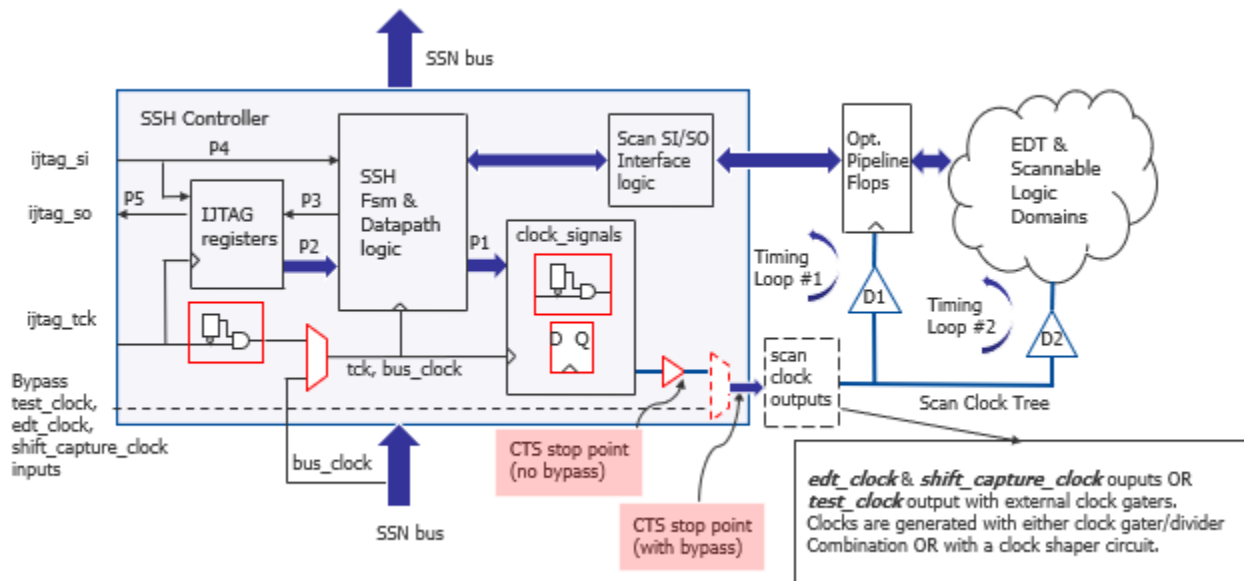 SSN bus
SSH Controller
ijtag_si
P4
SSH
Fsm &
Datapath
logic
Scan SI/SO
Interface
logic
Opt.
Pipeline
Flops
EDT &
Scannable
Logic
Domains
ijtag_so
P5
IJTAG
registers
P3
P2
P1
clock_signals
Timing
Loop #1
D1
Timing
Loop #2
D2
ijtag_tck
D Q
tck, bus_clock
scan
clock
outputs
Scan Clock Tree
Bypass
test_clock,
edt_clock,
shift_capture_clock
inputs
bus_clock
CTS stop point
(no bypass)
SSN bus
CTS stop point
(with bypass)
edt_clock & shift_capture_clock ouputs OR
test_clock output with external clock gaters.
Clocks are generated with either clock gater/divider
Combination OR with a clock shaper circuit.